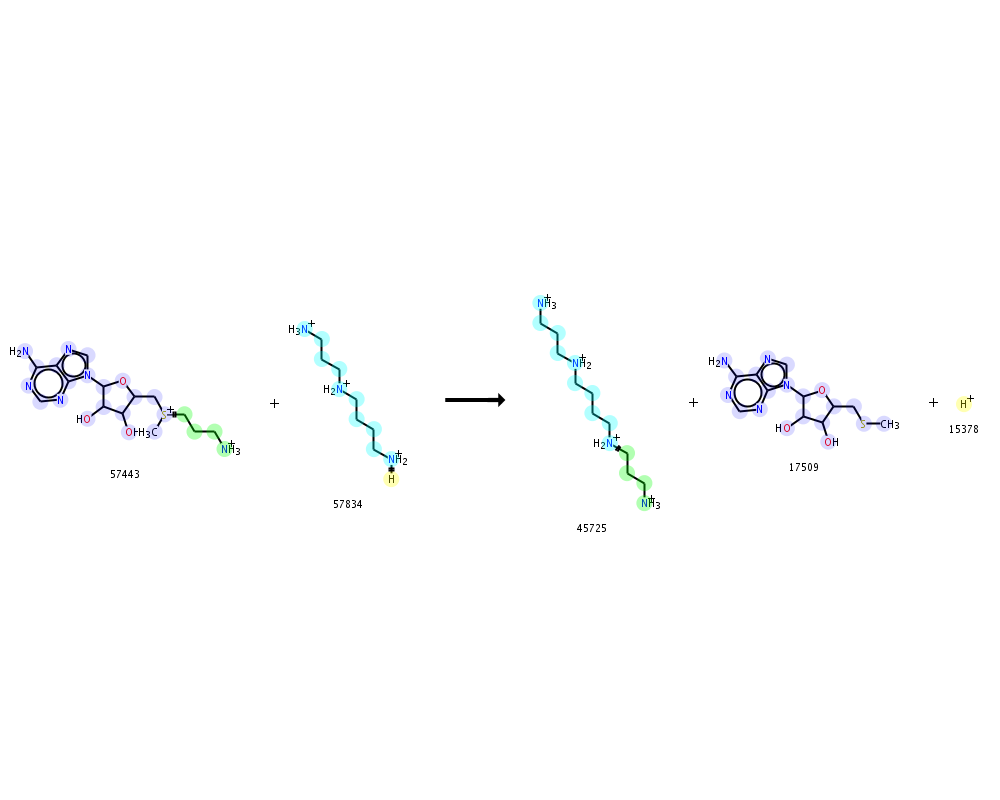 H₂N N N N N N O HO OH H₃C S⁺ NH₃⁺
57443
+
H₃N⁺ H₂N⁺ NH₂⁺ H
57834
NH₃⁺ NH₂⁺ H₂N⁺ NH₃⁺
45725
+
H₂N N N N N O HO OH S CH₃
17509
+
H⁺
15378